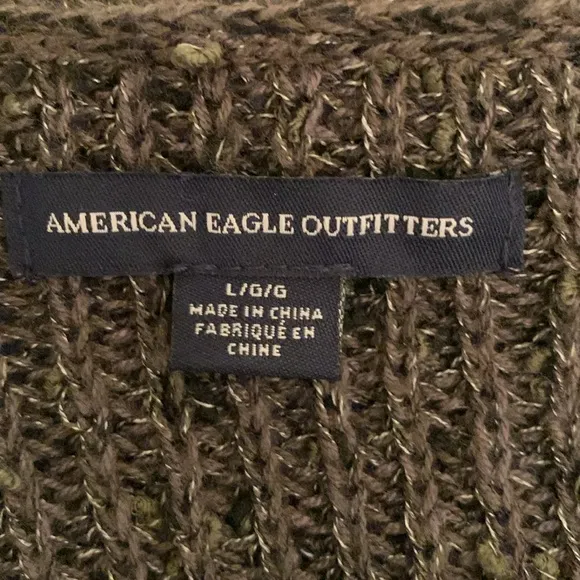 AMERICAN EAGLE OUTFITTERS
L/G/G
MADE IN CHINA
FABRIQUÉ EN
CHINE